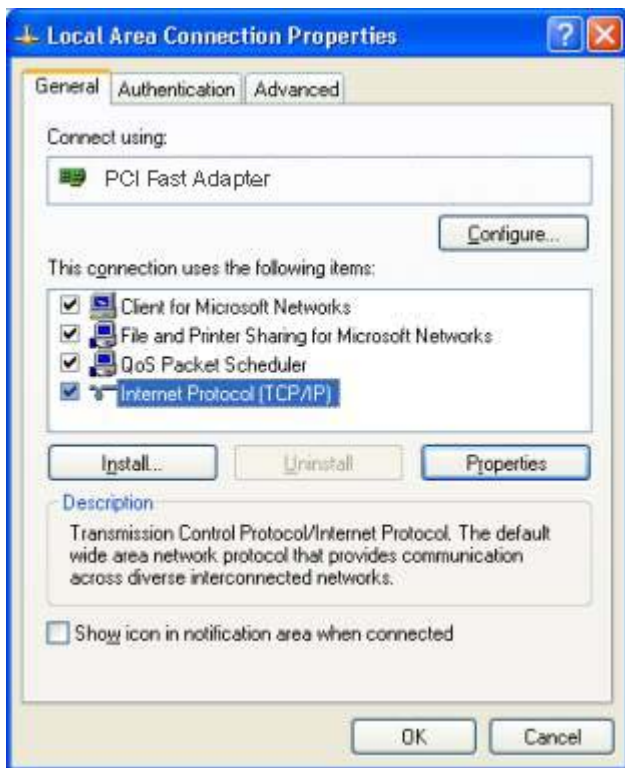 Local Area Connection Properties
General Authentication Advanced
Connect using:
PCI Fast Adapter
Configure...
This connection uses the following items:
Client for Microsoft Networks
File and Printer Sharing for Microsoft Networks
QoS Packet Scheduler
Internet Protocol (TCP/IP)
Install... Uninstall Properties
Description
Transmission Control Protocol/Internet Protocol. The default
wide area network protocol that provides communication
across diverse interconnected networks.
Show icon in notification area when connected
OK Cancel